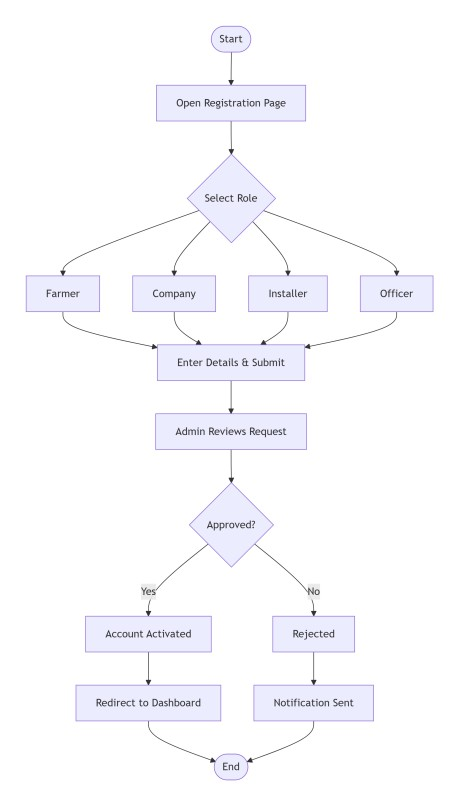 Start
Open Registration Page
Select Role
Farmer
Company
Installer
Officer
Enter Details & Submit
Admin Reviews Request
Approved?
Yes
No
Account Activated
Rejected
Redirect to Dashboard
Notification Sent
End